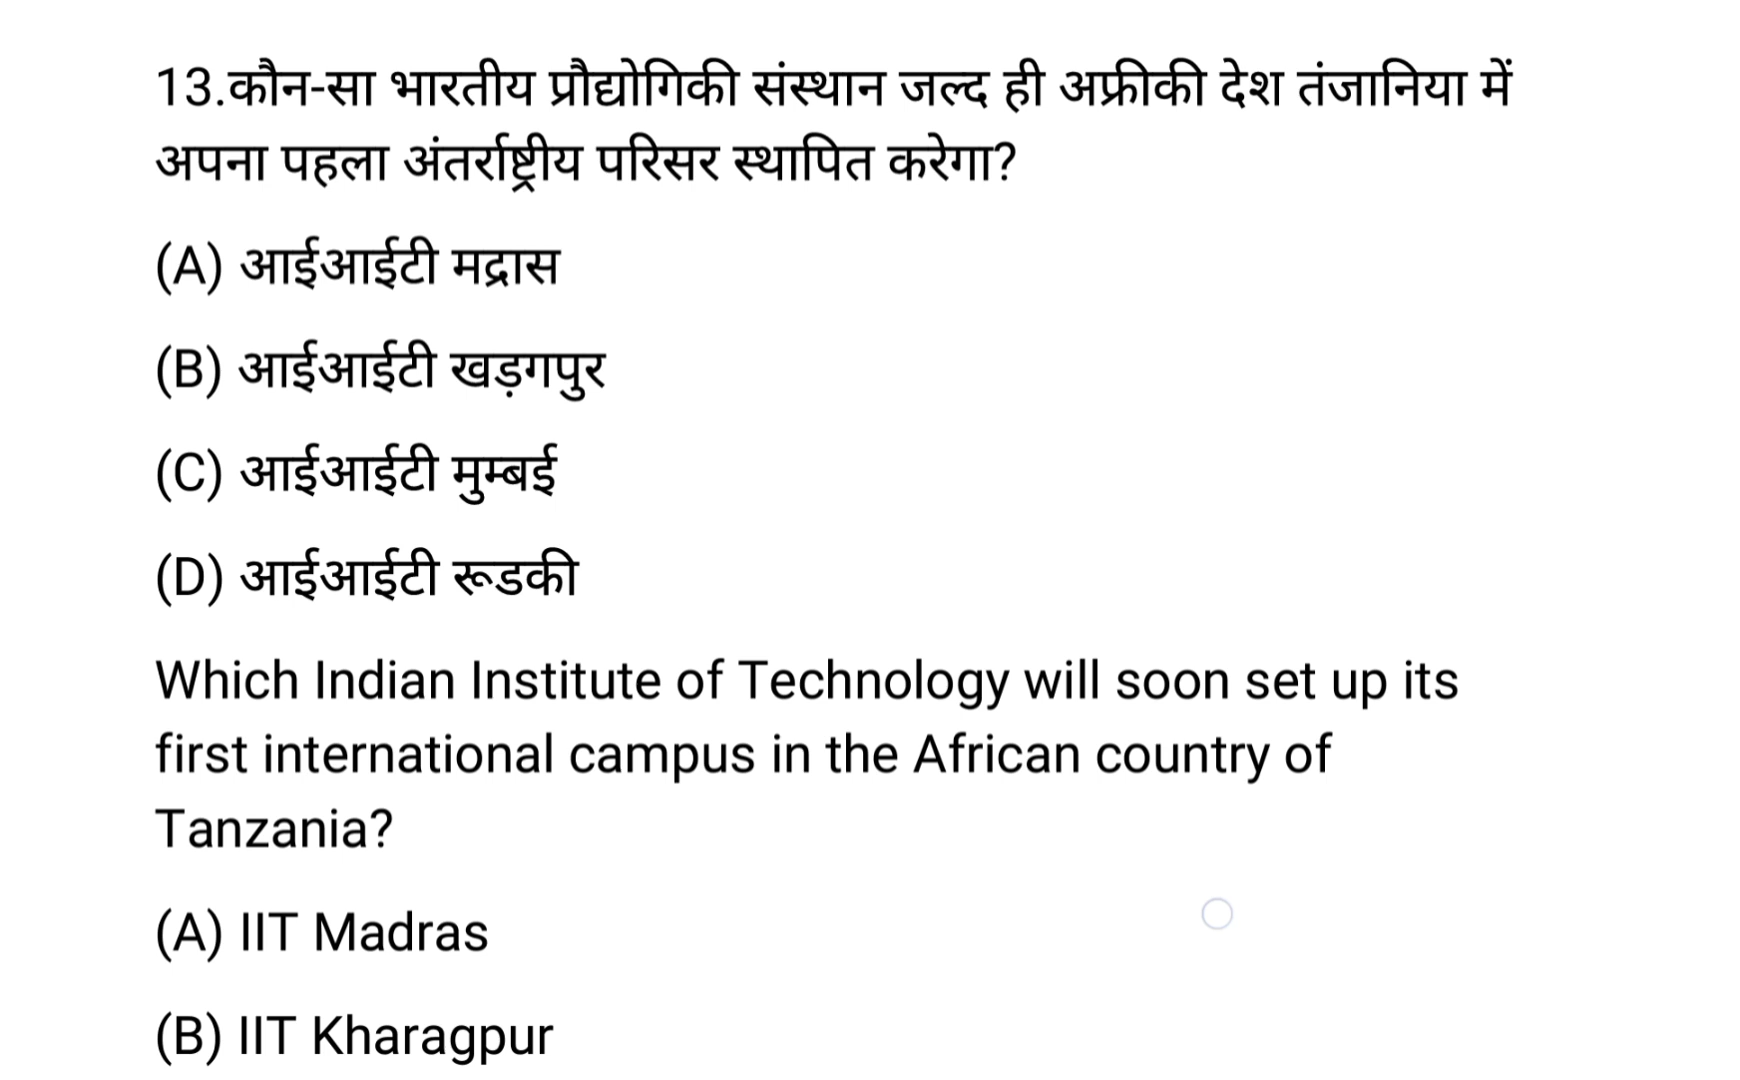 13.कौन-सा भारतीय प्रौद्योगिकी संस्थान जल्द ही अफ्रीकी देश तंजानिया में
अपना पहला अंतर्राष्ट्रीय परिसर स्थापित करेगा?
(A) आईआईटी मद्रास
(B) आईआईटी खड़गपुर
(C) आईआईटी मुम्बई
(D) आईआईटी रूडकी
Which Indian Institute of Technology will soon set up its
first international campus in the African country of
Tanzania?
(A) IIT Madras
(B) IIT Kharagpur